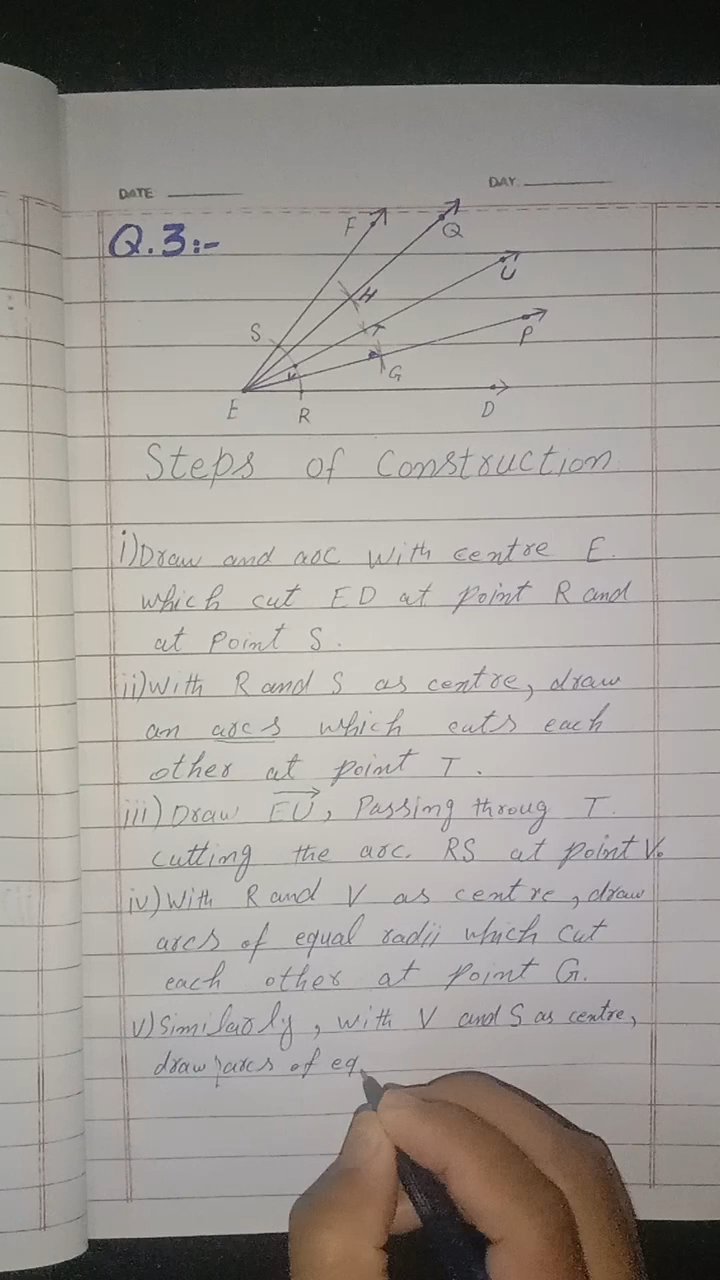 DATE
DAY
Q.3:-
F
Q
U
H
S
T
P
V
G
E
R
D
Steps of Construction
i) Draw and aoc with centre E.
which cut ED at point R and
at point S.
ii) With R and S as centre, draw
an arcs which cuts each
other at point T.
iii) Draw EU, Passing throug T.
cutting the arc. RS at point V.
iv) With R and V as centre, draw
arcs of equal radii which cut
each other at point G.
v) Similarly, with V and S as centre,
draw arcs of eq